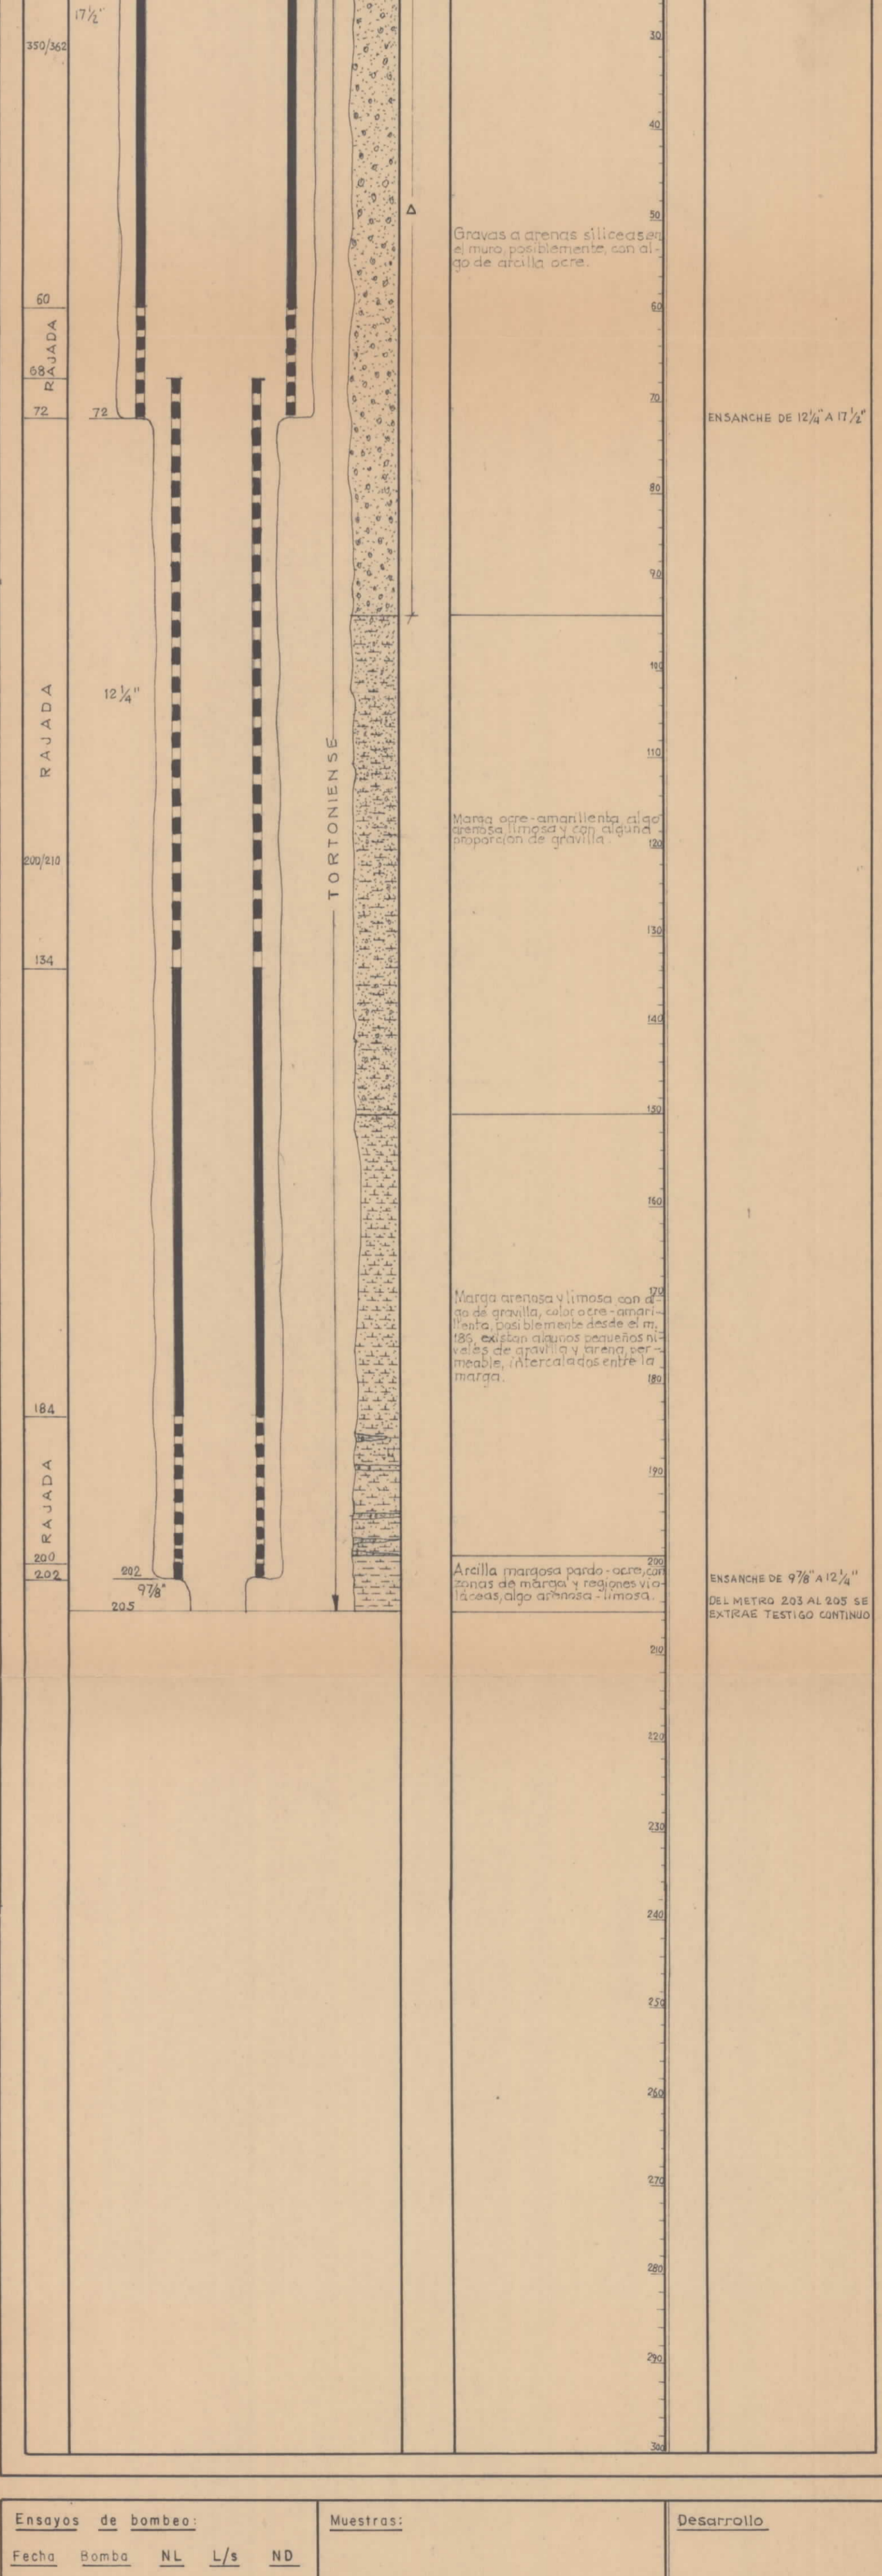 17½"
350/362
60
RAJADA
68
72
72
12¼"
RAJADA
200/210
134
184
RAJADA
200
202
202
9⅞"
205
TORTONIENSE
Δ
Gravas a arenas siliceas en
el muro, posiblemente, con al-
go de arcilla ocre.
Marga ocre-amarillenta, algo
arenosa, limosa y con alguna
proporcion de gravilla.
Marga arenosa y limosa con al-
go de gravilla, color ocre-amari-
llenta, posiblemente desde el m.
186, existan algunos pequeños ni-
veles de gravilla y arena, per-
meable, intercalados entre la
marga.
Arcilla margosa pardo-ocre, con
zonas de marga y regiones vio-
láceas, algo arenosa-limosa.
30
40
50
60
70
80
90
100
110
120
130
140
150
160
170
180
190
200
210
220
230
240
250
260
270
280
290
300
ENSANCHE DE 12¼" A 17½"
ENSANCHE DE 9⅞" A 12¼"
DEL METRO 203 AL 205 SE
EXTRAE TESTIGO CONTINUO
Ensayos de bombeo:
Fecha Bomba NL L/s ND
Muestras:
Desarrollo